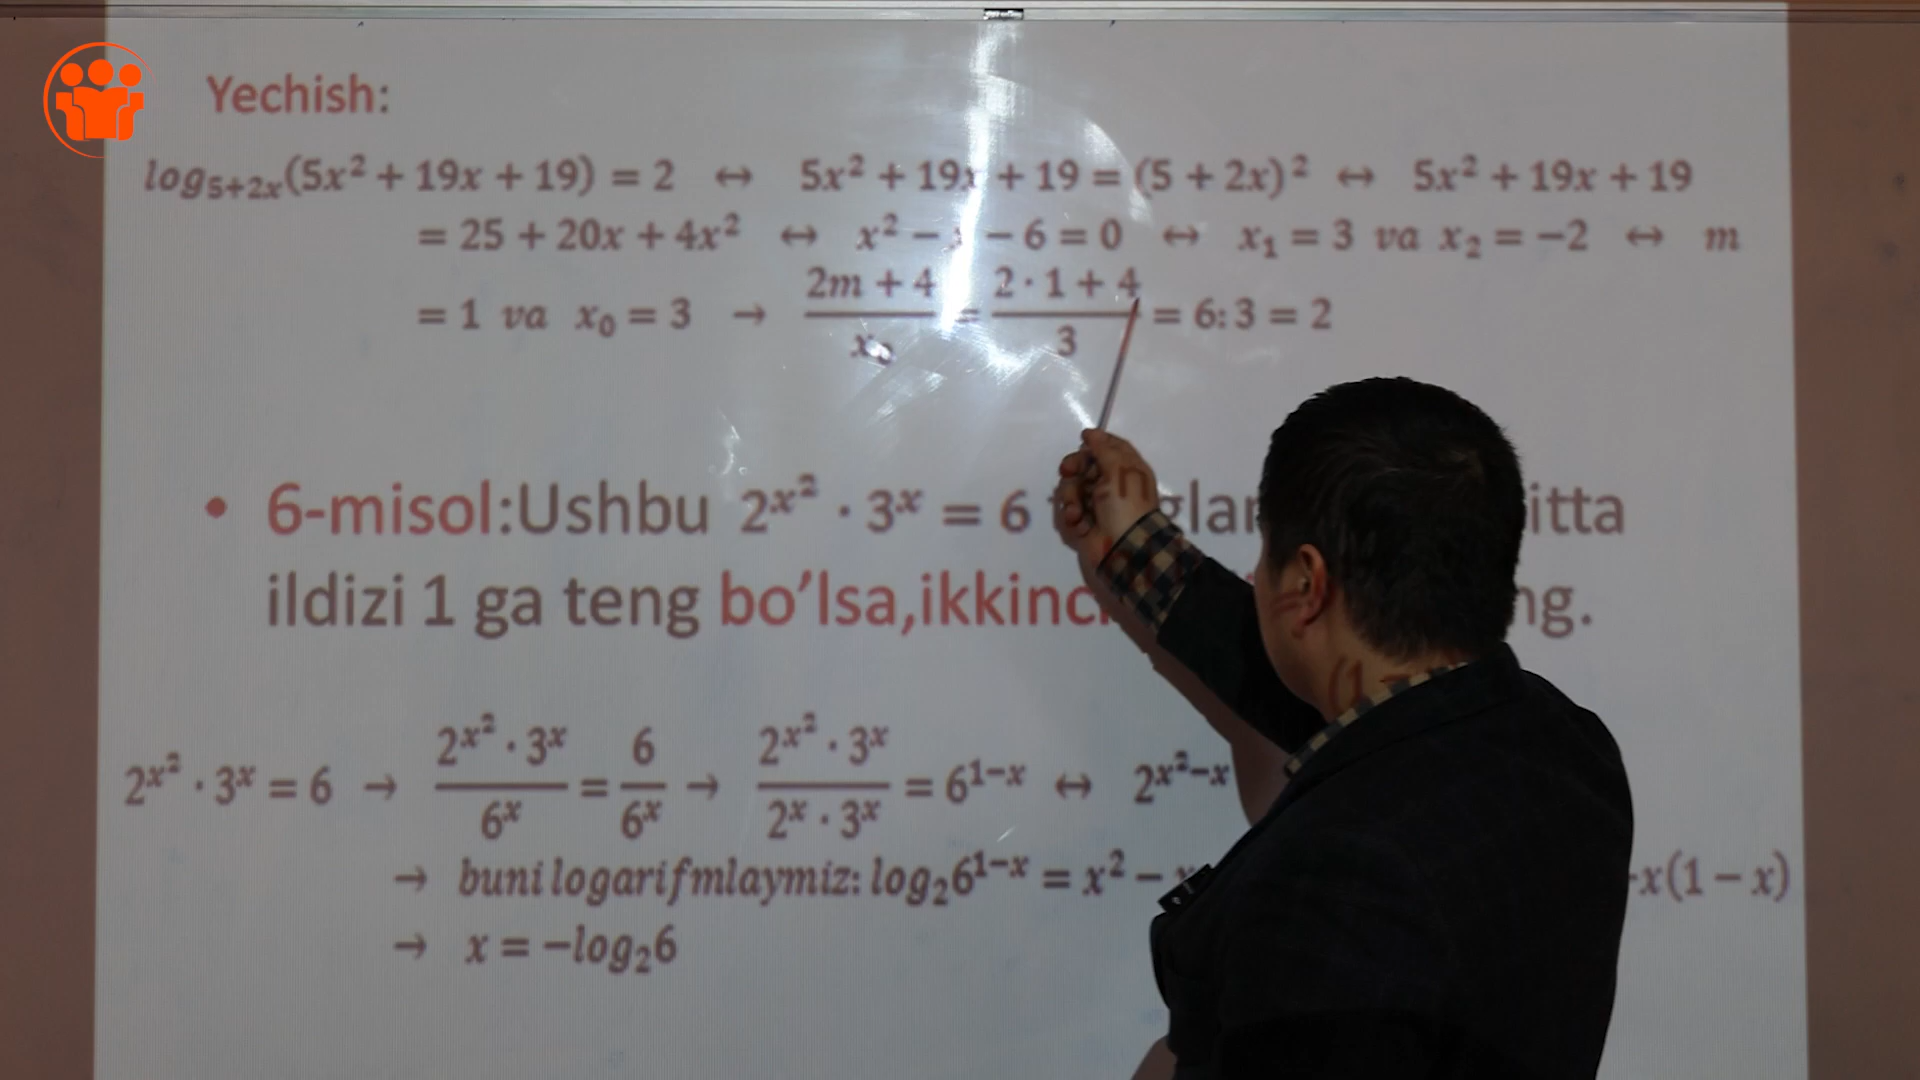 Yechish:
log₅₊₂ₓ(5x² + 19x + 19) = 2 ↔ 5x² + 19x + 19 = (5 + 2x)² ↔ 5x² + 19x + 19
= 25 + 20x + 4x² ↔ x² − x − 6 = 0 ↔ x₁ = 3 va x₂ = −2 ↔ m
= 1 va x₀ = 3 → (2m + 4)/x₀ = (2 · 1 + 4)/3 = 6:3 = 2
• 6-misol:Ushbu 2^(x²) · 3^x = 6 itta
ildizi 1 ga teng bo’lsa,ikkinc ng.
2^(x²) · 3^x = 6 → (2^(x²) · 3^x)/6^x = 6/6^x → (2^(x²) · 3^x)/(2^x · 3^x) = 6^(1−x) ↔ 2^(x²−x)
→ buni logarifmlaymiz: log₂6^(1−x) = x² − x(1 − x)
→ x = −log₂6